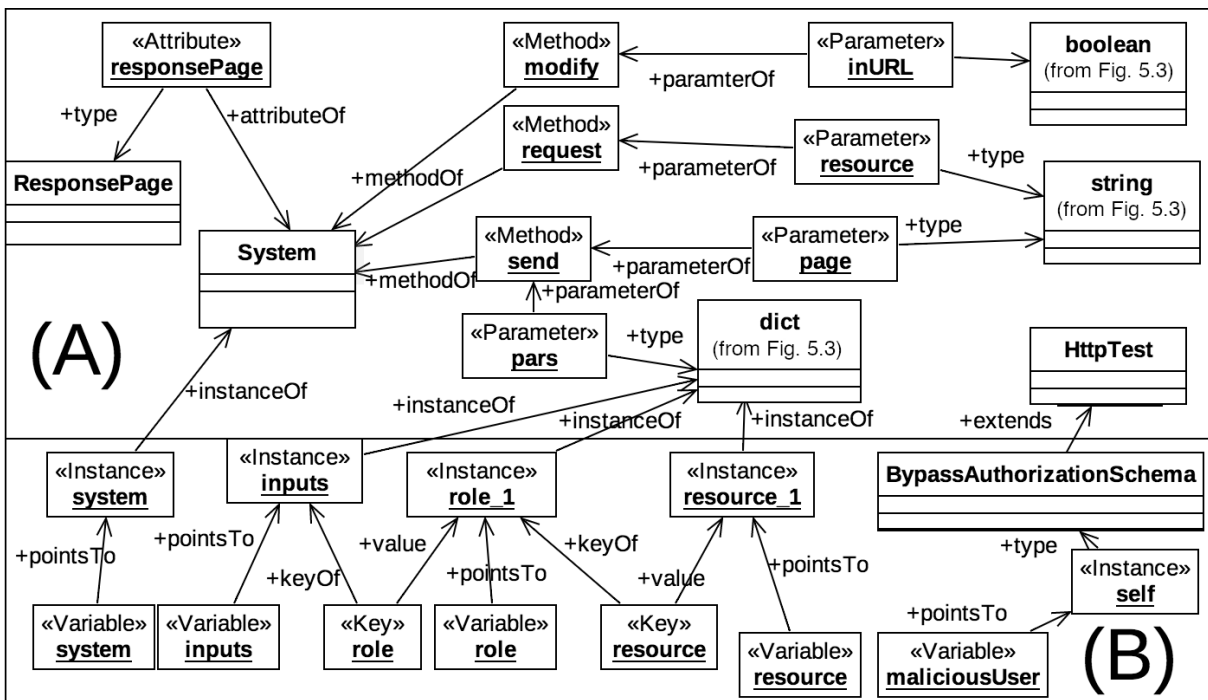 «Attribute»
responsePage
+type
+attributeOf
ResponsePage
«Method»
modify
+paramterOf
«Parameter»
inURL
boolean
(from Fig. 5.3)
«Method»
request
+parameterOf
«Parameter»
resource
+type
string
(from Fig. 5.3)
+methodOf
System
«Method»
send
+parameterOf
«Parameter»
page
+type
+methodOf
+parameterOf
«Parameter»
pars
+type
dict
(from Fig. 5.3)
HttpTest
(A)
+instanceOf
+instanceOf
+instanceOf
+instanceOf
+extends
«Instance»
system
«Instance»
inputs
«Instance»
role_1
«Instance»
resource_1
BypassAuthorizationSchema
+type
+pointsTo
+pointsTo
+keyOf
+value
+pointsTo
+keyOf
+value
+pointsTo
«Instance»
self
+pointsTo
«Variable»
system
«Variable»
inputs
«Key»
role
«Variable»
role
«Key»
resource
«Variable»
resource
«Variable»
maliciousUser
(B)